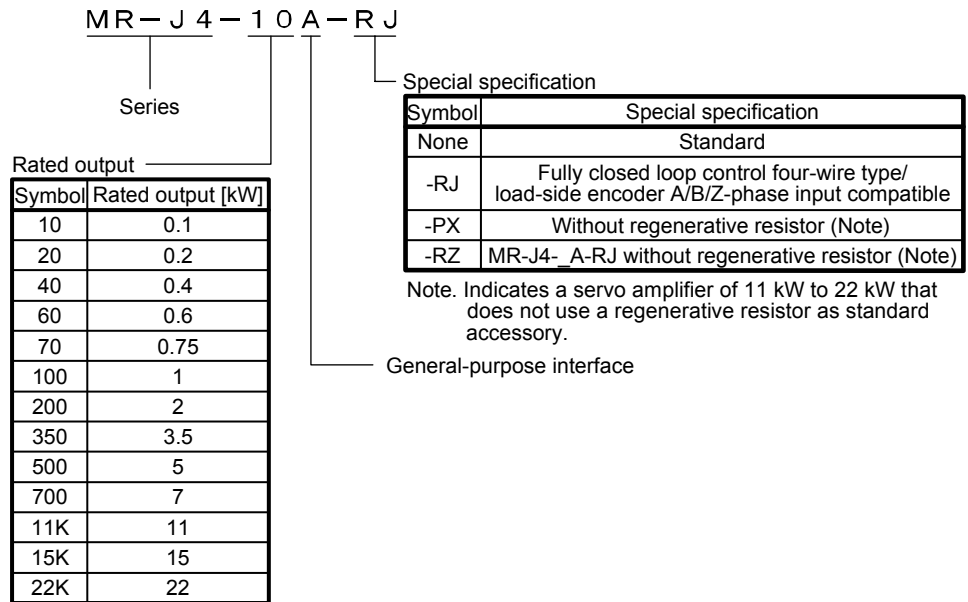 MR-J4-10A-RJ
Series
Special specification
Symbol Special specification
None Standard
-RJ Fully closed loop control four-wire type/
load-side encoder A/B/Z-phase input compatible
-PX Without regenerative resistor (Note)
-RZ MR-J4-_A-RJ without regenerative resistor (Note)
Note. Indicates a servo amplifier of 11 kW to 22 kW that
does not use a regenerative resistor as standard
accessory.
General-purpose interface
Rated output
Symbol Rated output [kW]
10 0.1
20 0.2
40 0.4
60 0.6
70 0.75
100 1
200 2
350 3.5
500 5
700 7
11K 11
15K 15
22K 22